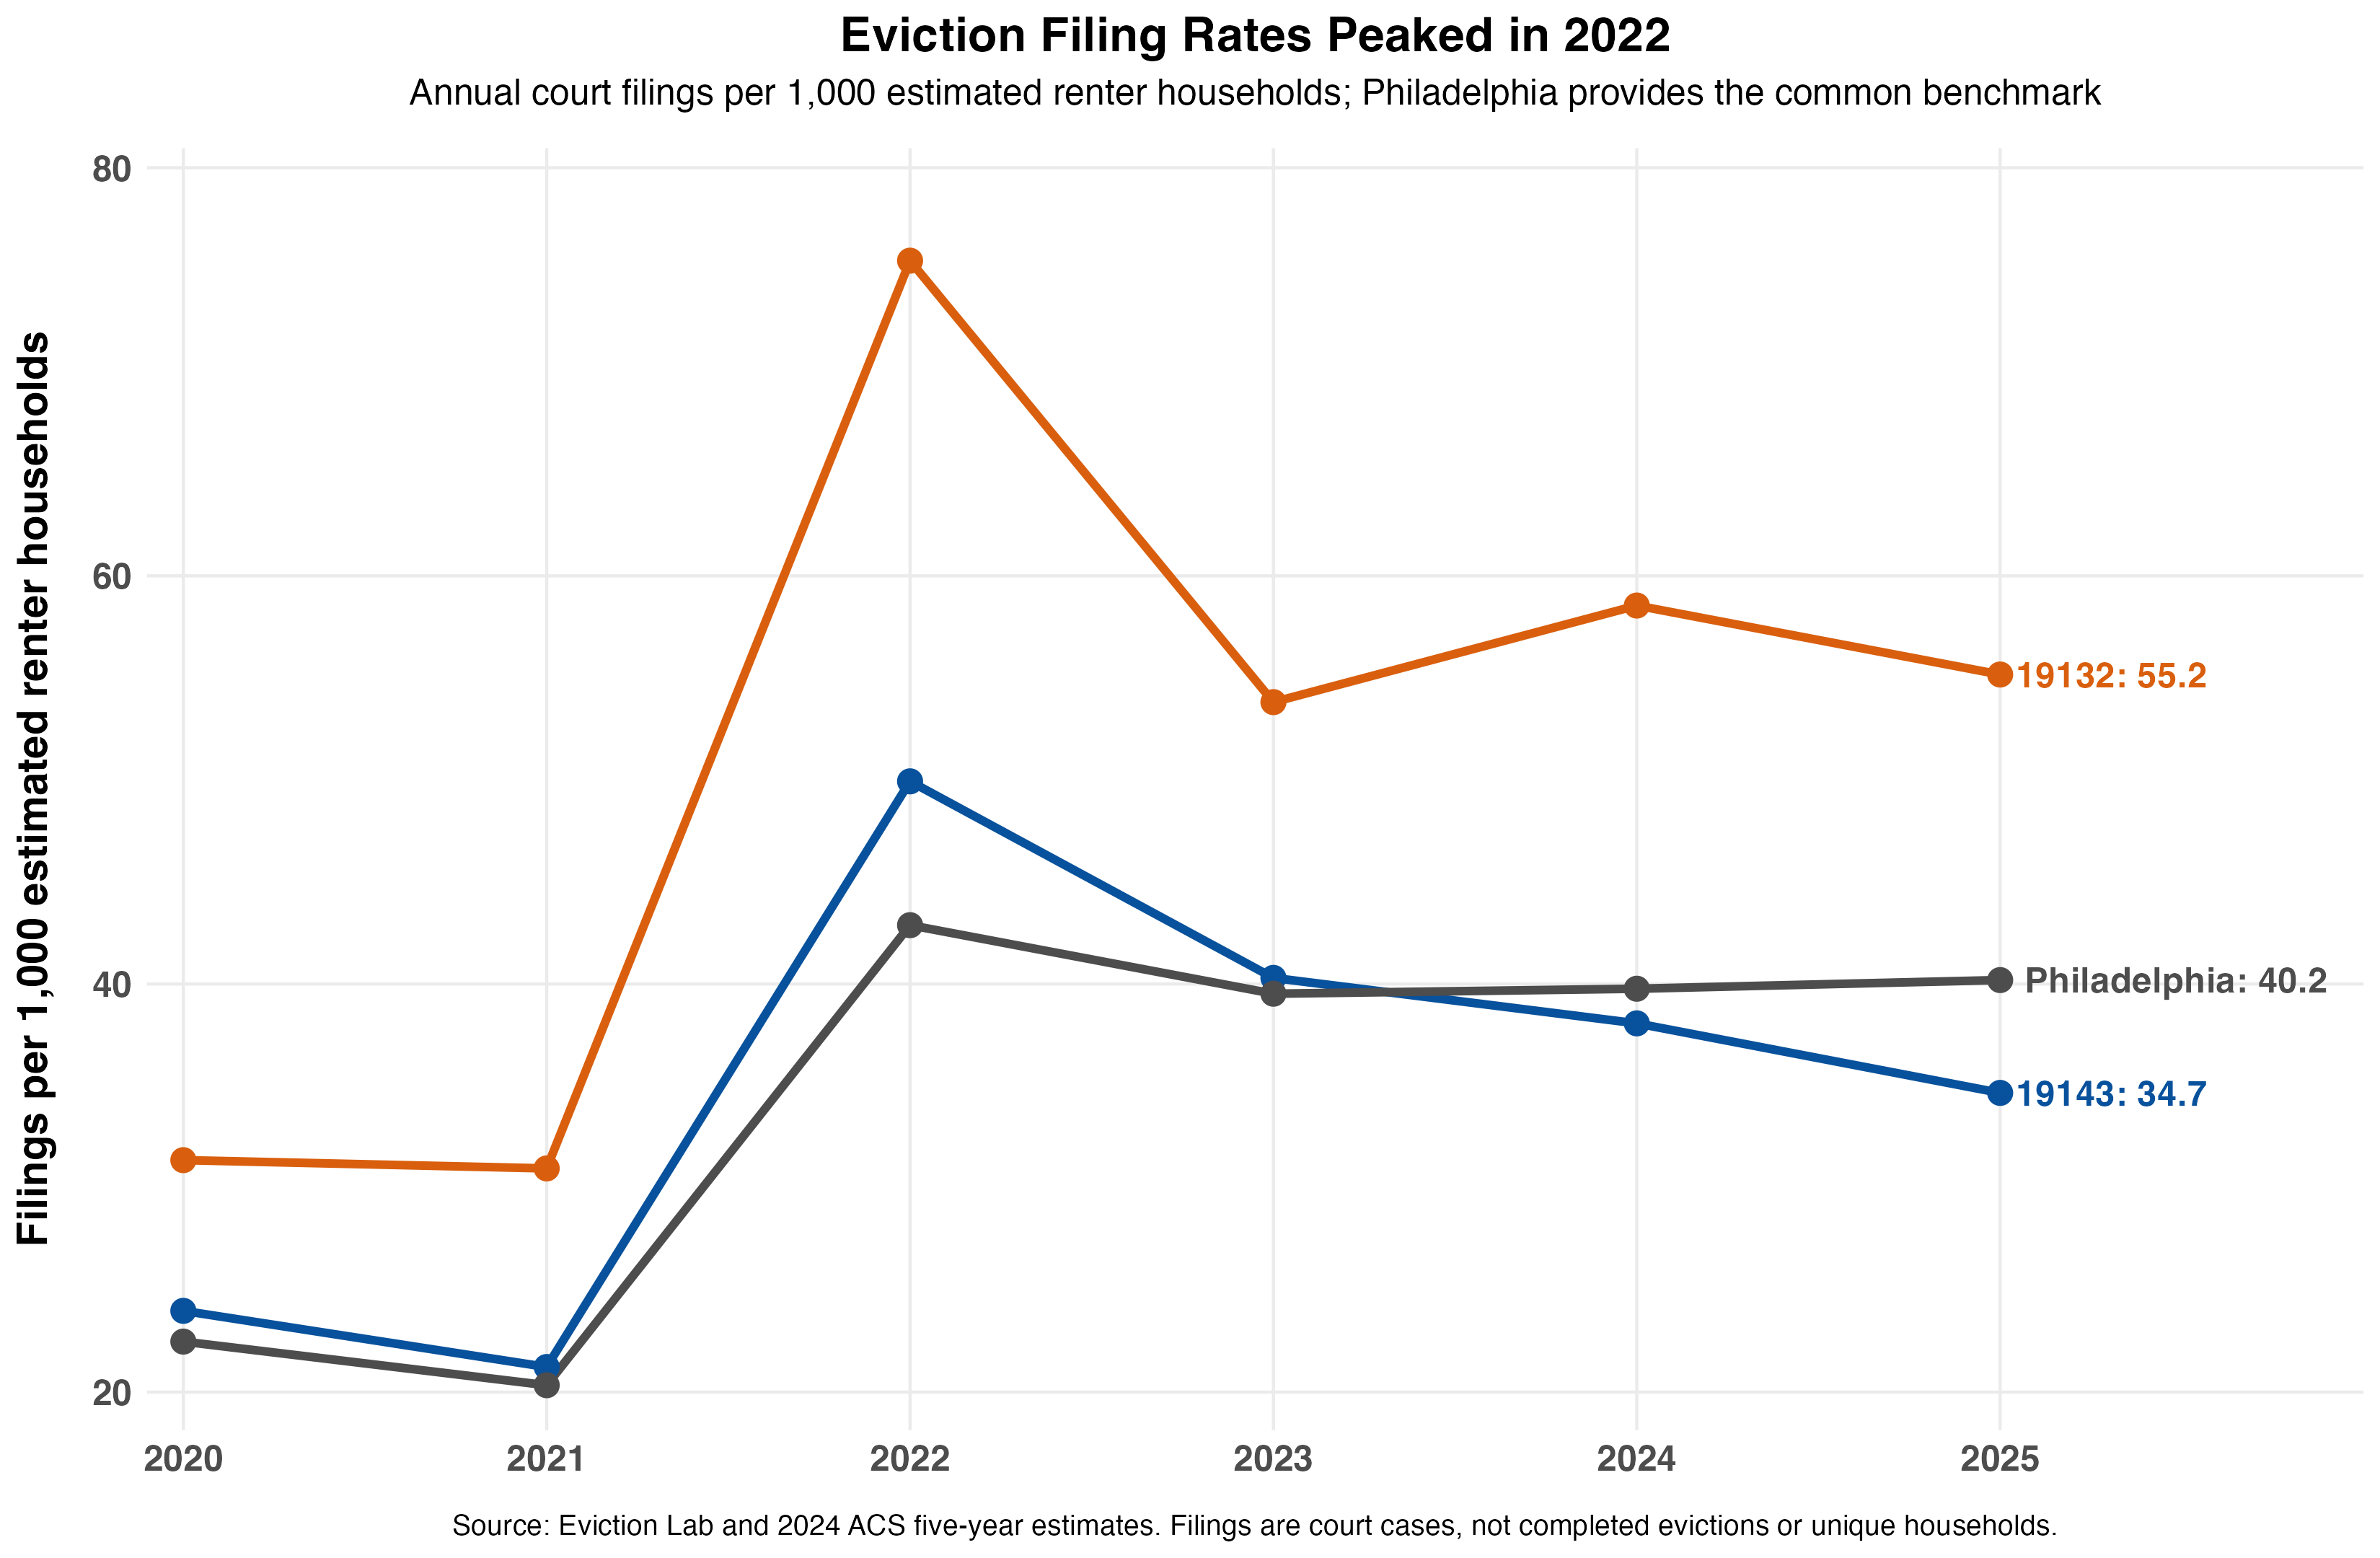 Eviction Filing Rates Peaked in 2022
Annual court filings per 1,000 estimated renter households; Philadelphia provides the common benchmark
Filings per 1,000 estimated renter households
80
60
40
20
19132: 55.2
Philadelphia: 40.2
19143: 34.7
2020 2021 2022 2023 2024 2025
Source: Eviction Lab and 2024 ACS five-year estimates. Filings are court cases, not completed evictions or unique households.